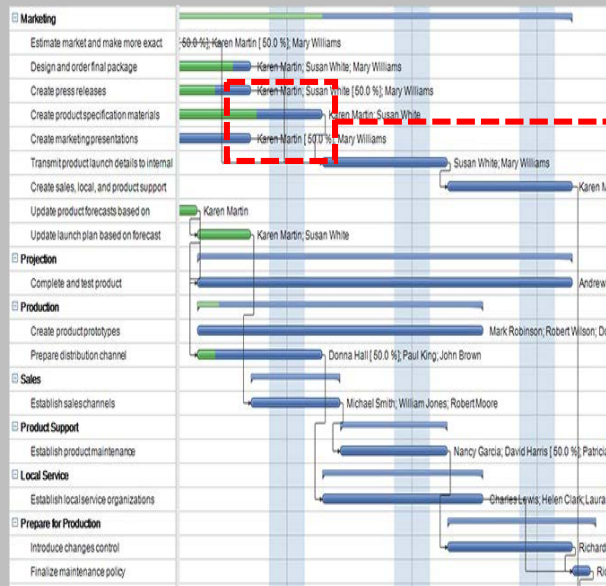 Marketing
Estimate market and make more exact 50.0 %]; Karen Martin [ 50.0 %]; Mary Williams
Design and order final package Karen Martin; Susan White; Mary Williams
Create press releases Karen Martin; Susan White [50.0 %]; Mary Williams
Create product specification materials Karen Martin; Susan White
Create marketing presentations Karen Martin [ 50.0 %]; Mary Williams
Transmit product launch details to internal Susan White; Mary Williams
Create sales, local, and product support Karen M
Update product forecasts based on Karen Martin
Update launch plan based on forecast Karen Martin; Susan White
Projection
Complete and test product Andrew
Production
Create product prototypes Mark Robinson; Robert Wilson; Do
Prepare distribution channel Donna Hall [ 50.0 %]; Paul King; John Brown
Sales
Establish sales channels Michael Smith; William Jones; Robert Moore
Product Support
Establish product maintenance Nancy Garcia; David Harris [ 50.0 %]; Patricia
Local Service
Establish local service organizations Charles Lewis; Helen Clark; Laura
Prepare for Production
Introduce changes control Richard
Finalize maintenance policy Ric